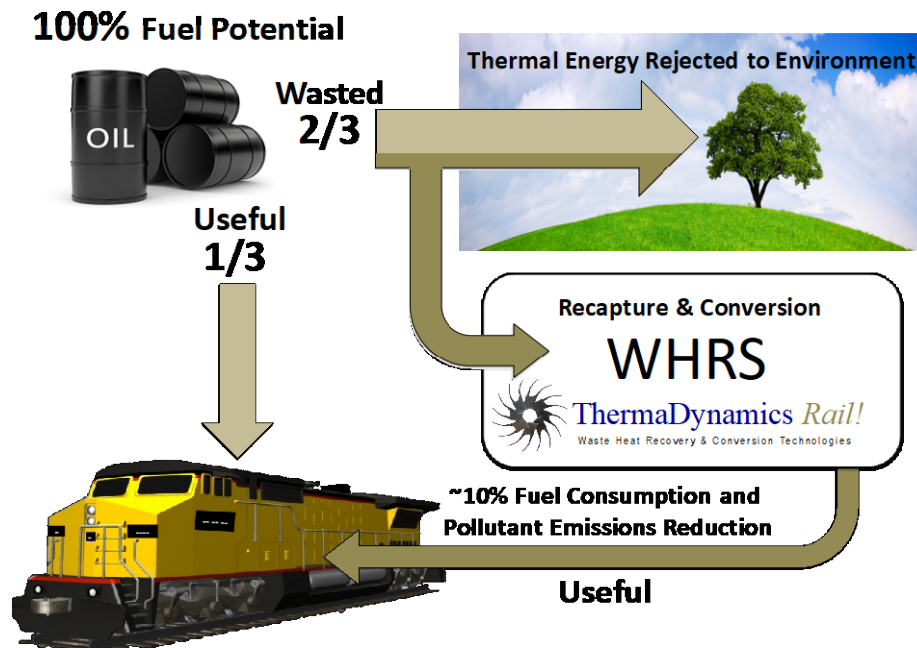 100% Fuel Potential
OIL
Wasted
2/3
Thermal Energy Rejected to Environment
Useful
1/3
Recapture & Conversion
WHRS
ThermaDynamics Rail!
Waste Heat Recovery & Conversion Technologies
~10% Fuel Consumption and
Pollutant Emissions Reduction
Useful